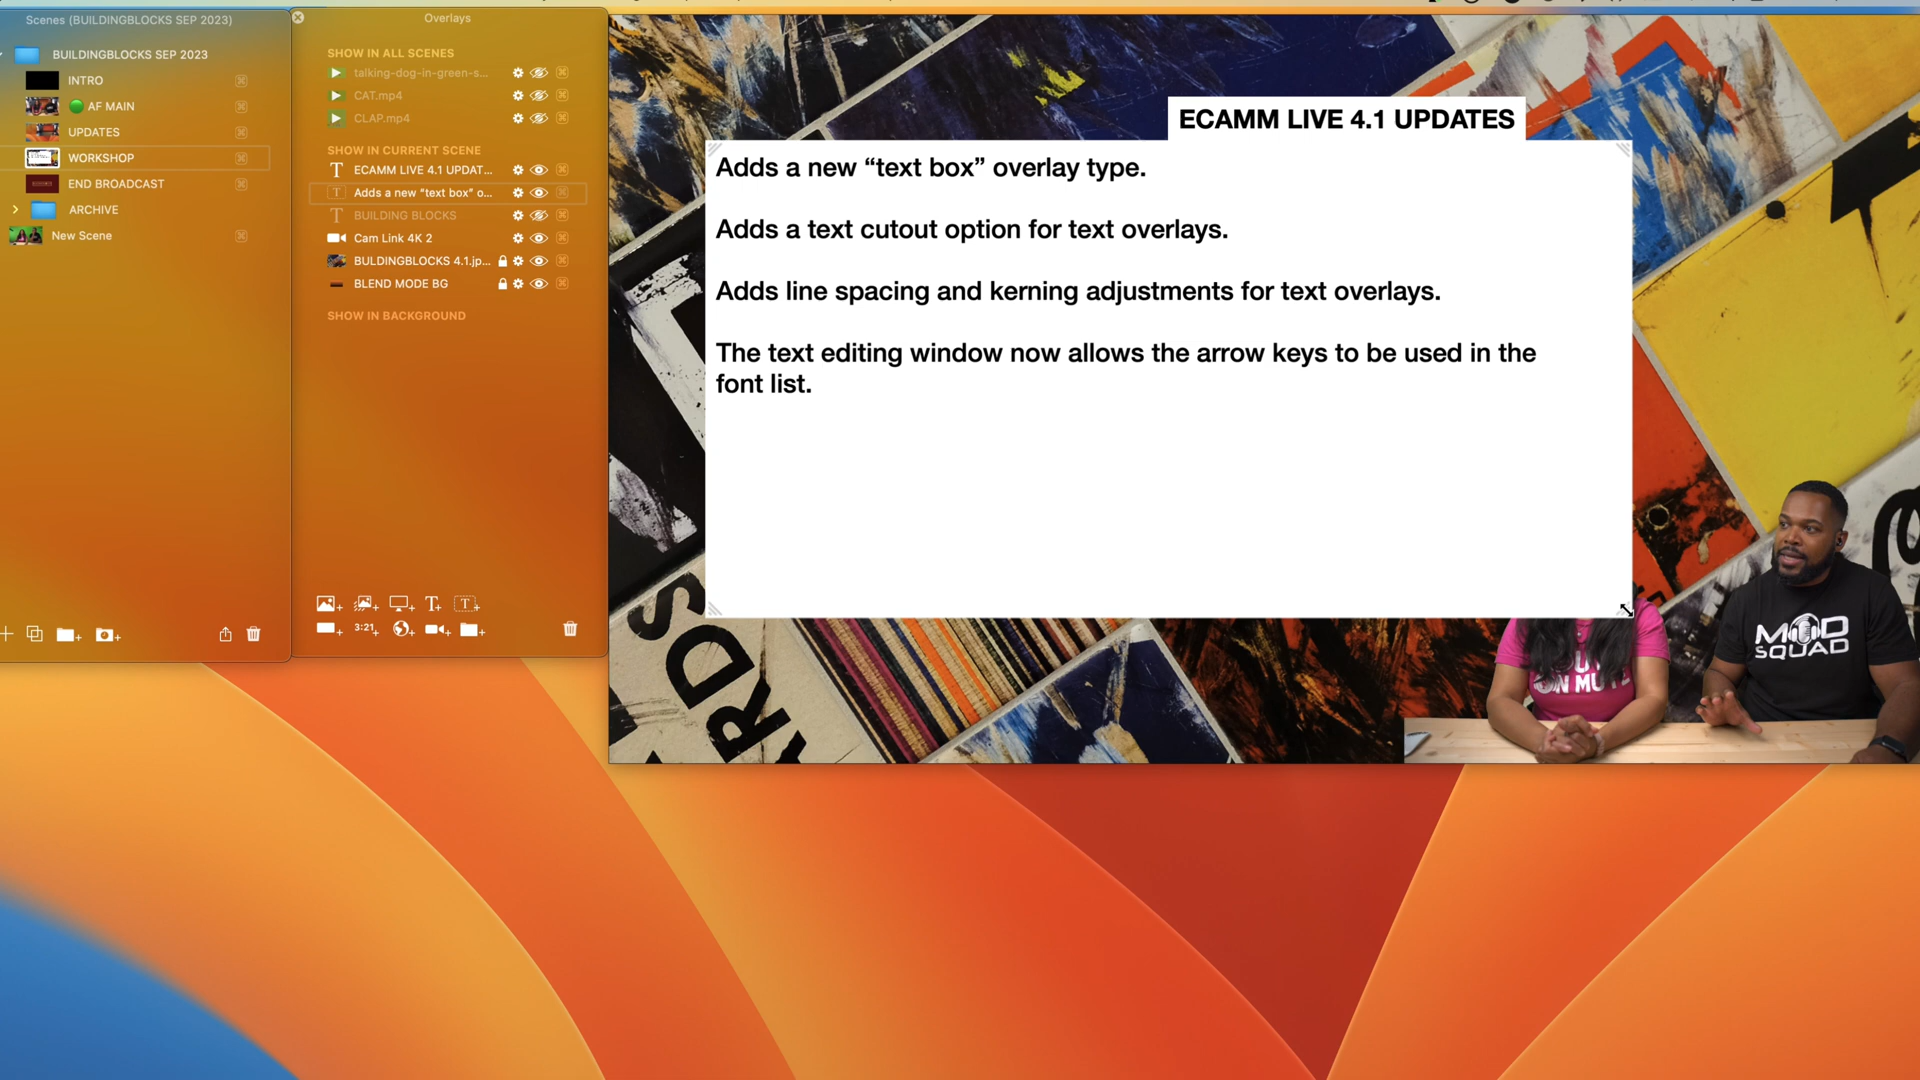 Scenes (BUILDINGBLOCKS SEP 2023)
BUILDINGBLOCKS SEP 2023
INTRO
AF MAIN
UPDATES
WORKSHOP
END BROADCAST
ARCHIVE
New Scene
Overlays
SHOW IN ALL SCENES
talking-dog-in-green-s...
CAT.mp4
CLAP.mp4
SHOW IN CURRENT SCENE
ECAMM LIVE 4.1 UPDAT...
Adds a new “text box” o...
BUILDING BLOCKS
Cam Link 4K 2
BULDINGBLOCKS 4.1.jp...
BLEND MODE BG
SHOW IN BACKGROUND
3:21+
ECAMM LIVE 4.1 UPDATES
Adds a new “text box” overlay type.
Adds a text cutout option for text overlays.
Adds line spacing and kerning adjustments for text overlays.
The text editing window now allows the arrow keys to be used in the
font list.
RDS
ARDS
MOD
SQUAD
ON MUTE